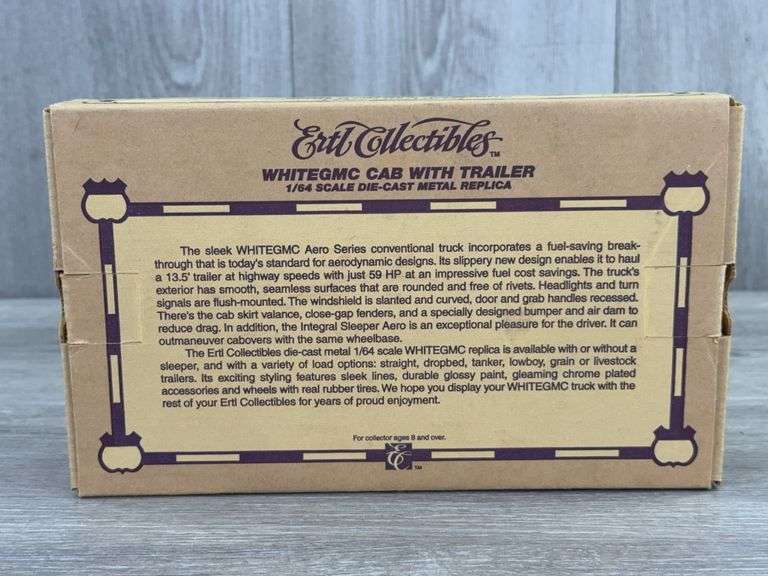 Ertl Collectibles™
WHITEGMC CAB WITH TRAILER
1/64 SCALE DIE-CAST METAL REPLICA
The sleek WHITEGMC Aero Series conventional truck incorporates a fuel-saving break-
through that is today's standard for aerodynamic designs. Its slippery new design enables it to haul
a 13.5' trailer at highway speeds with just 59 HP at an impressive fuel cost savings. The truck's
exterior has smooth, seamless surfaces that are rounded and free of rivets. Headlights and turn
signals are flush-mounted. The windshield is slanted and curved, door and grab handles recessed.
There's the cab skirt valance, close-gap fenders, and a specially designed bumper and air dam to
reduce drag. In addition, the Integral Sleeper Aero is an exceptional pleasure for the driver. It can
outmaneuver cabovers with the same wheelbase.
The Ertl Collectibles die-cast metal 1/64 scale WHITEGMC replica is available with or without a
sleeper, and with a variety of load options: straight, dropbed, tanker, lowboy, grain or livestock
trailers. Its exciting styling features sleek lines, durable glossy paint, gleaming chrome plated
accessories and wheels with real rubber tires. We hope you display your WHITEGMC truck with the
rest of your Ertl Collectibles for years of proud enjoyment.
For collector ages 8 and over.
EC™